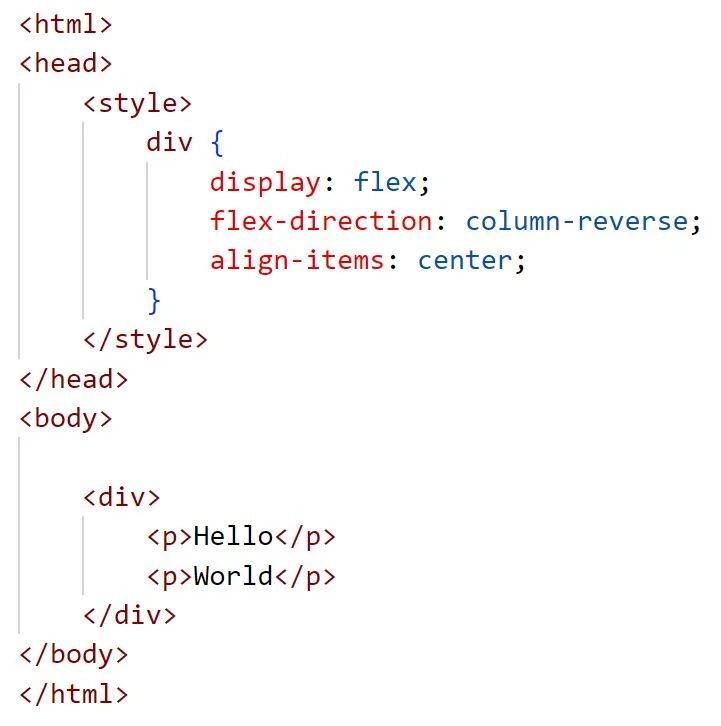 <html>
<head>
    <style>
        div {
            display: flex;
            flex-direction: column-reverse;
            align-items: center;
        }
    </style>
</head>
<body>

    <div>
        <p>Hello</p>
        <p>World</p>
    </div>
</body>
</html>